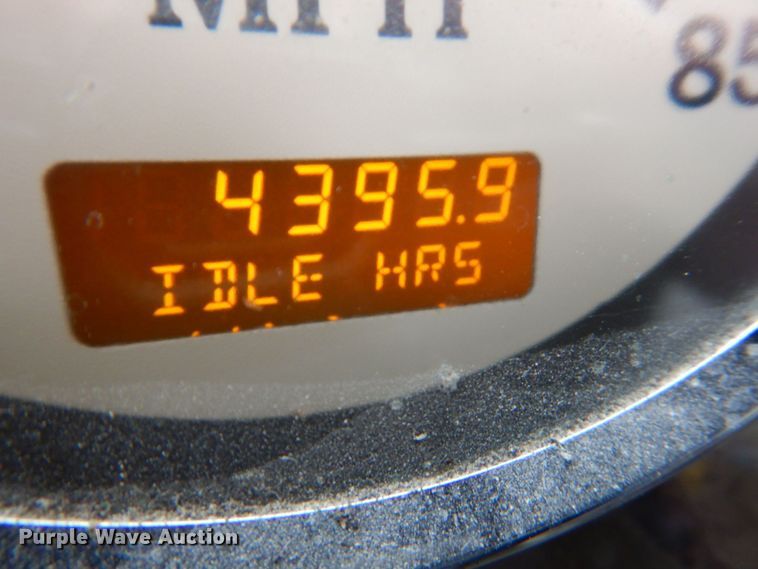 MPH
85
4395.9
IDLE HRS
Purple Wave Auction